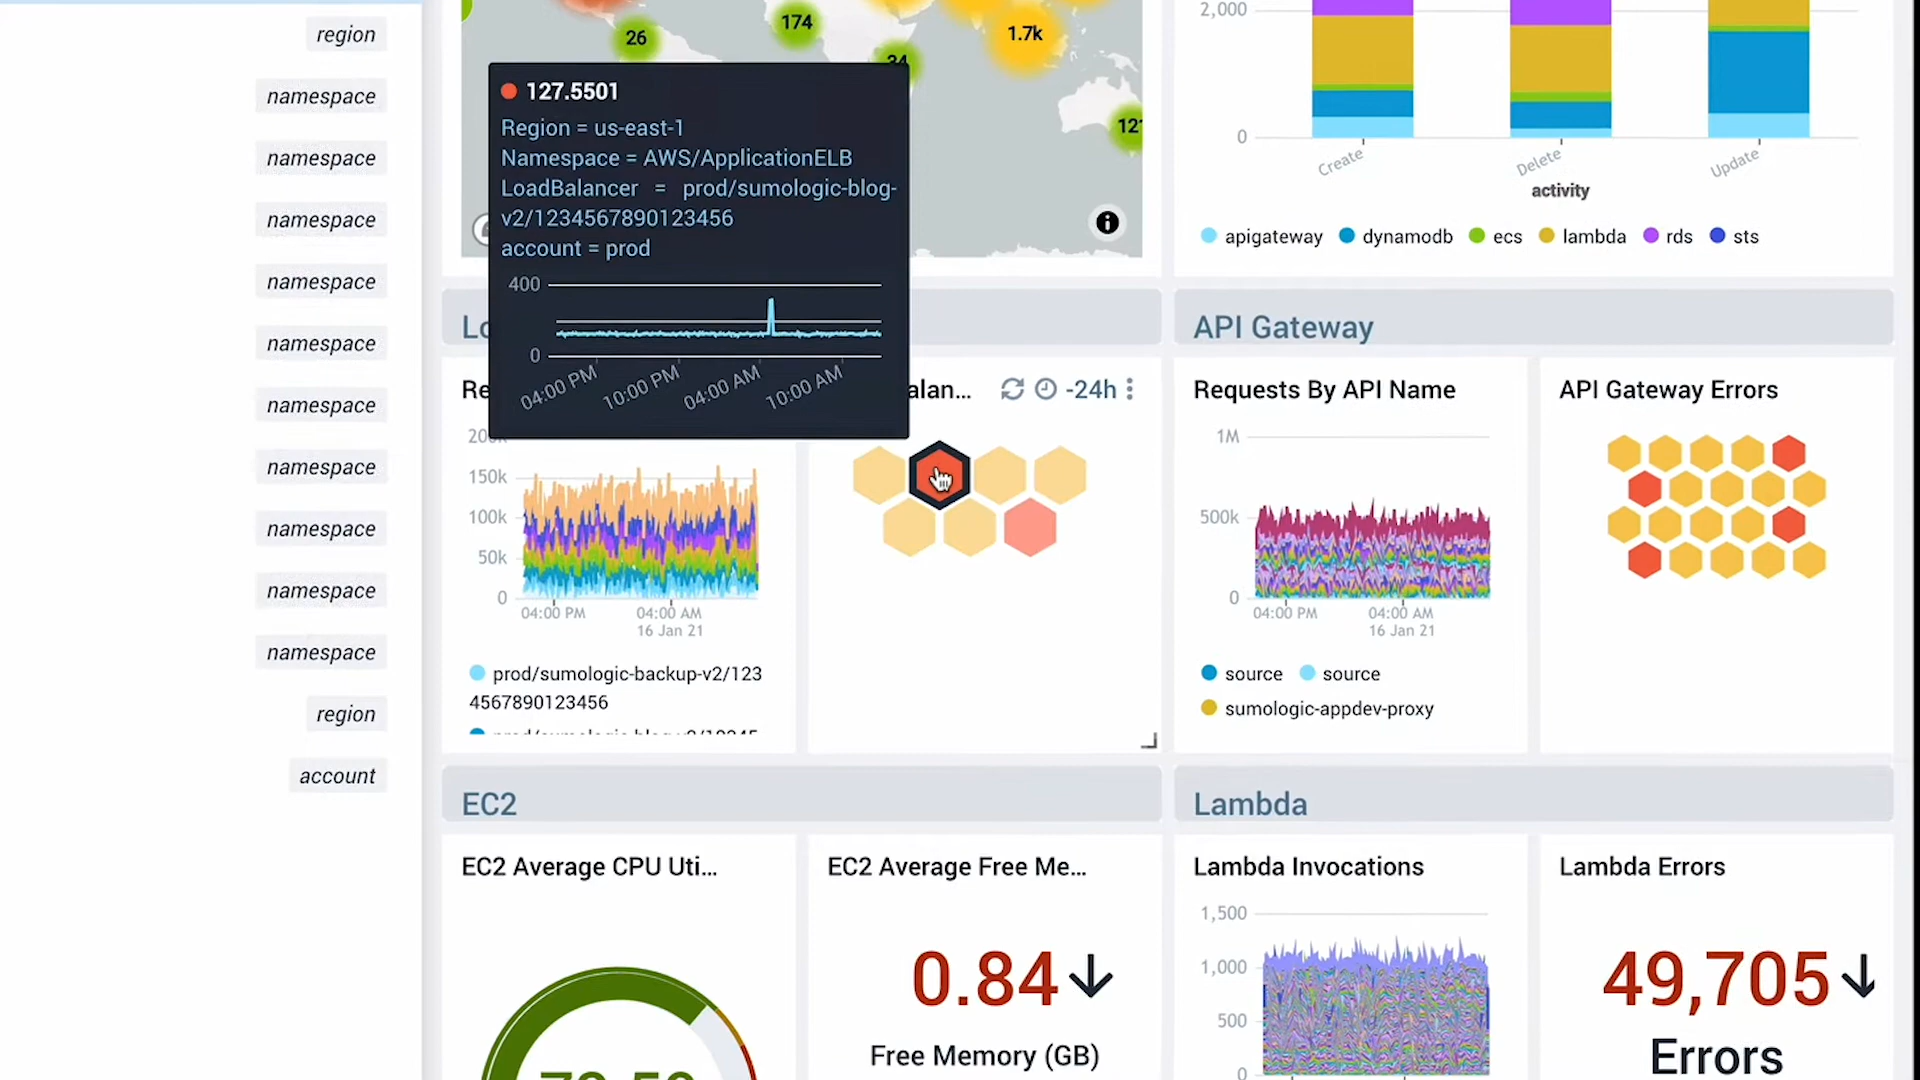 region
namespace
namespace
namespace
namespace
namespace
namespace
namespace
namespace
namespace
namespace
region
account
26
174
34
1.7k
127.5501
Region = us-east-1
Namespace = AWS/ApplicationELB
LoadBalancer = prod/sumologic-blog-
v2/1234567890123456
account = prod
400
0
04:00 PM
10:00 PM
04:00 AM
10:00 AM
2,000
0
Create
Delete
Update
activity
apigateway
dynamodb
ecs
lambda
rds
sts
Lo
Re
150k
100k
50k
0
04:00 PM
04:00 AM
16 Jan 21
prod/sumologic-backup-v2/123
4567890123456
alan...
-24h
API Gateway
Requests By API Name
1M
500k
0
04:00 PM
04:00 AM
16 Jan 21
source
source
sumologic-appdev-proxy
API Gateway Errors
EC2
EC2 Average CPU Uti...
EC2 Average Free Me...
0.84
Free Memory (GB)
Lambda
Lambda Invocations
1,500
1,000
500
0
Lambda Errors
49,705
Errors